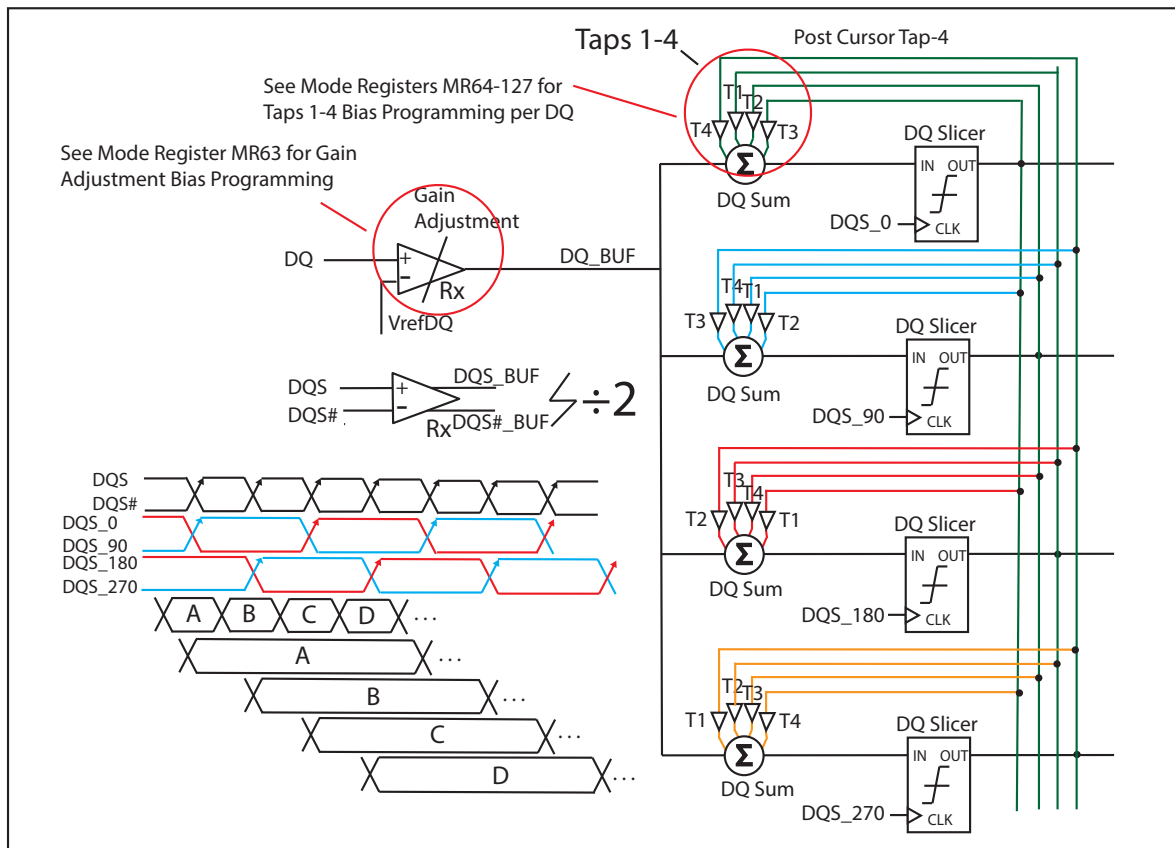 Taps 1-4
Post Cursor Tap-4
See Mode Registers MR64-127 for
Taps 1-4 Bias Programming per DQ
See Mode Register MR63 for Gain
Adjustment Bias Programming
T1
T2
T4
T3
Σ
DQ Sum
DQ Slicer
IN OUT
CLK
DQS_0
Gain
Adjustment
DQ
+
−
Rx
VrefDQ
DQ_BUF
T4
T1
T3
T2
Σ
DQ Sum
DQ Slicer
IN OUT
CLK
DQS_90
DQS
DQS#
+
−
Rx
DQS_BUF
DQS#_BUF
÷2
T3
T4
T2
T1
Σ
DQ Sum
DQ Slicer
IN OUT
CLK
DQS_180
DQS
DQS#
DQS_0
DQS_90
DQS_180
DQS_270
A B C D ...
A ...
B ...
C ...
D ...
T2
T3
T1
T4
Σ
DQ Sum
DQ Slicer
IN OUT
CLK
DQS_270